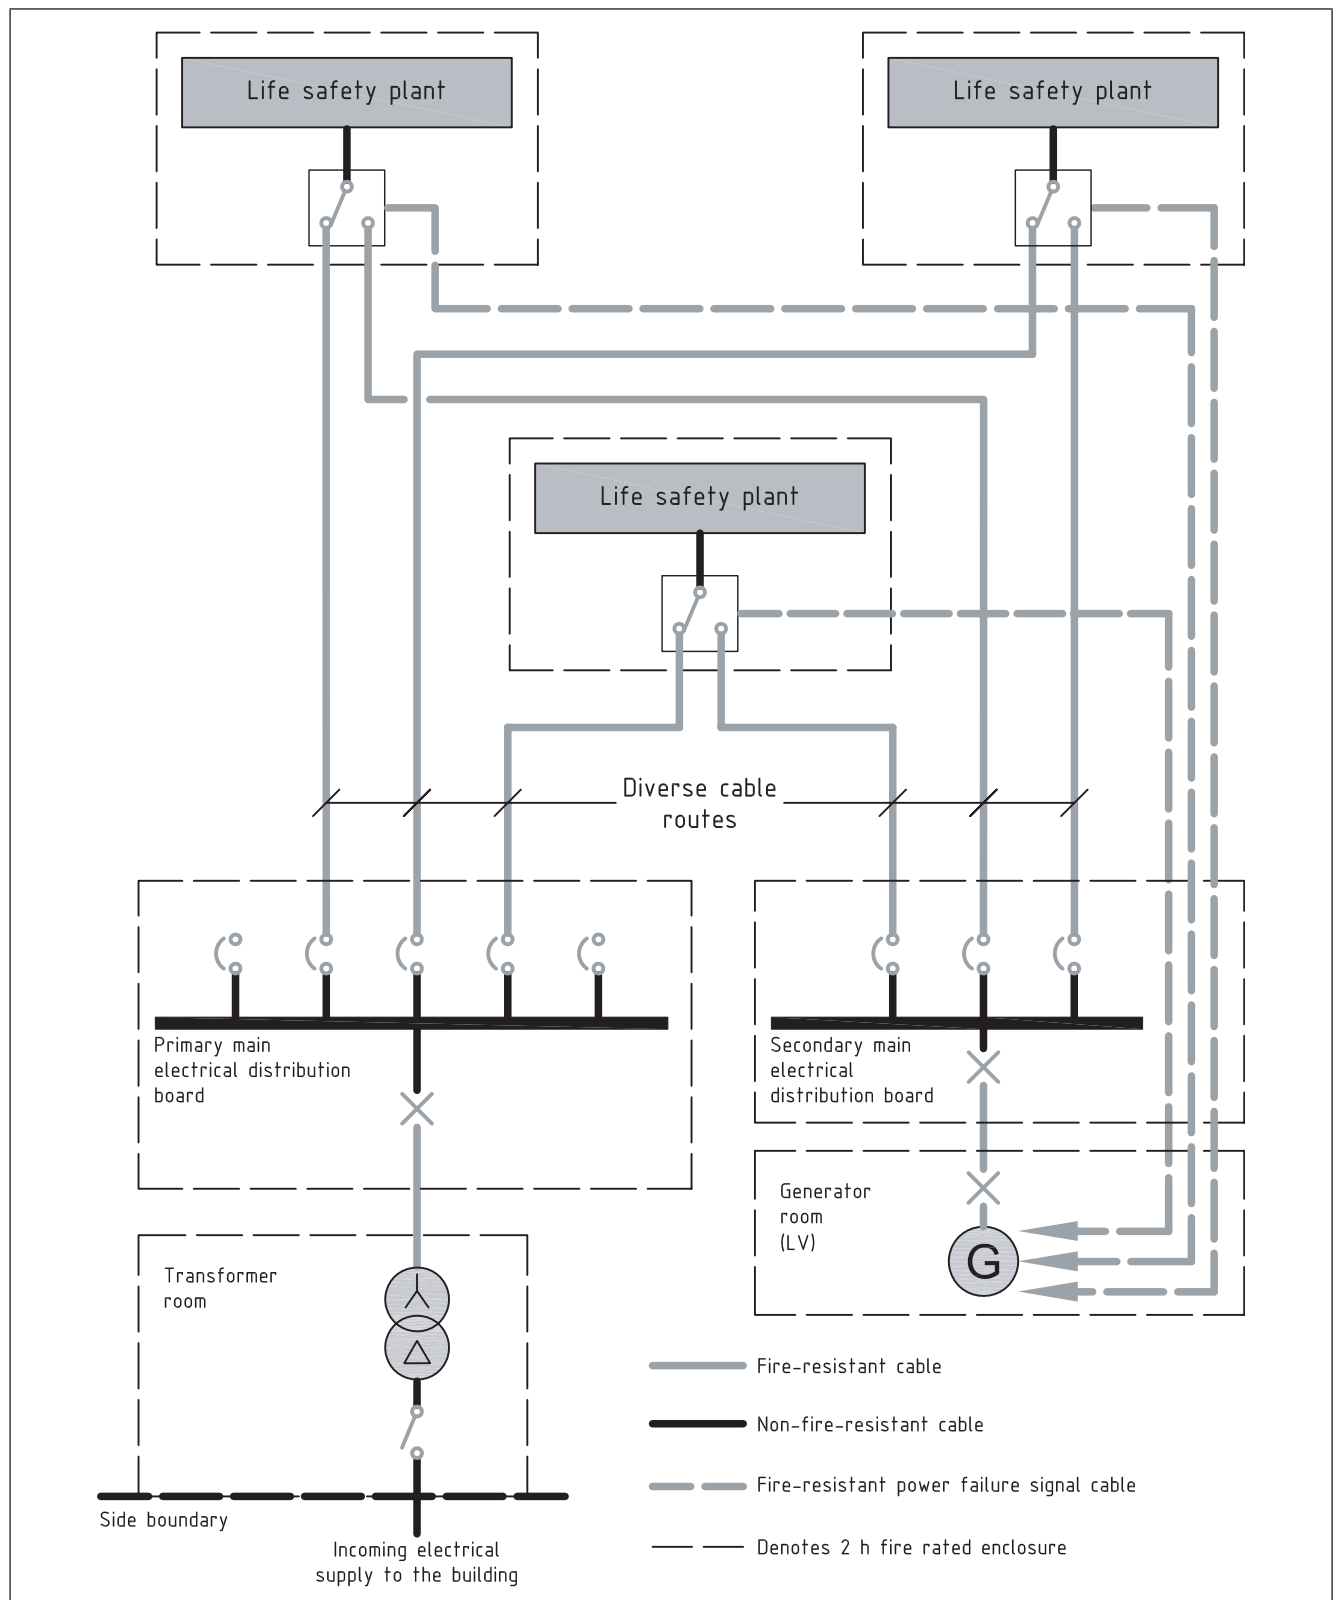 Life safety plant
Life safety plant
Life safety plant
Diverse cable
routes
Primary main
electrical distribution
board
Secondary main
electrical
distribution board
Generator
room
(LV)
G
Transformer
room
Fire-resistant cable
Non-fire-resistant cable
Fire-resistant power failure signal cable
Denotes 2 h fire rated enclosure
Side boundary
Incoming electrical
supply to the building